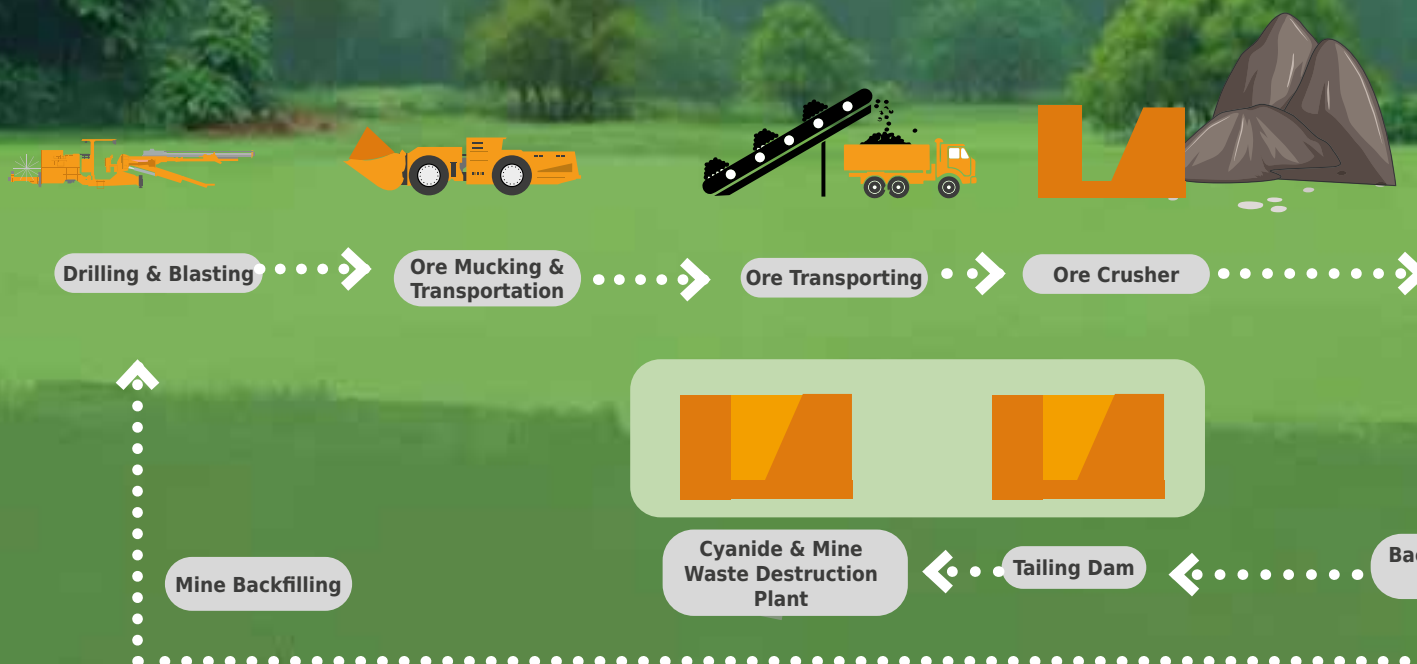 Drilling & Blasting
Ore Mucking &
Transportation
Ore Transporting
Ore Crusher
Cyanide & Mine
Waste Destruction
Plant
Tailing Dam
Mine Backfilling